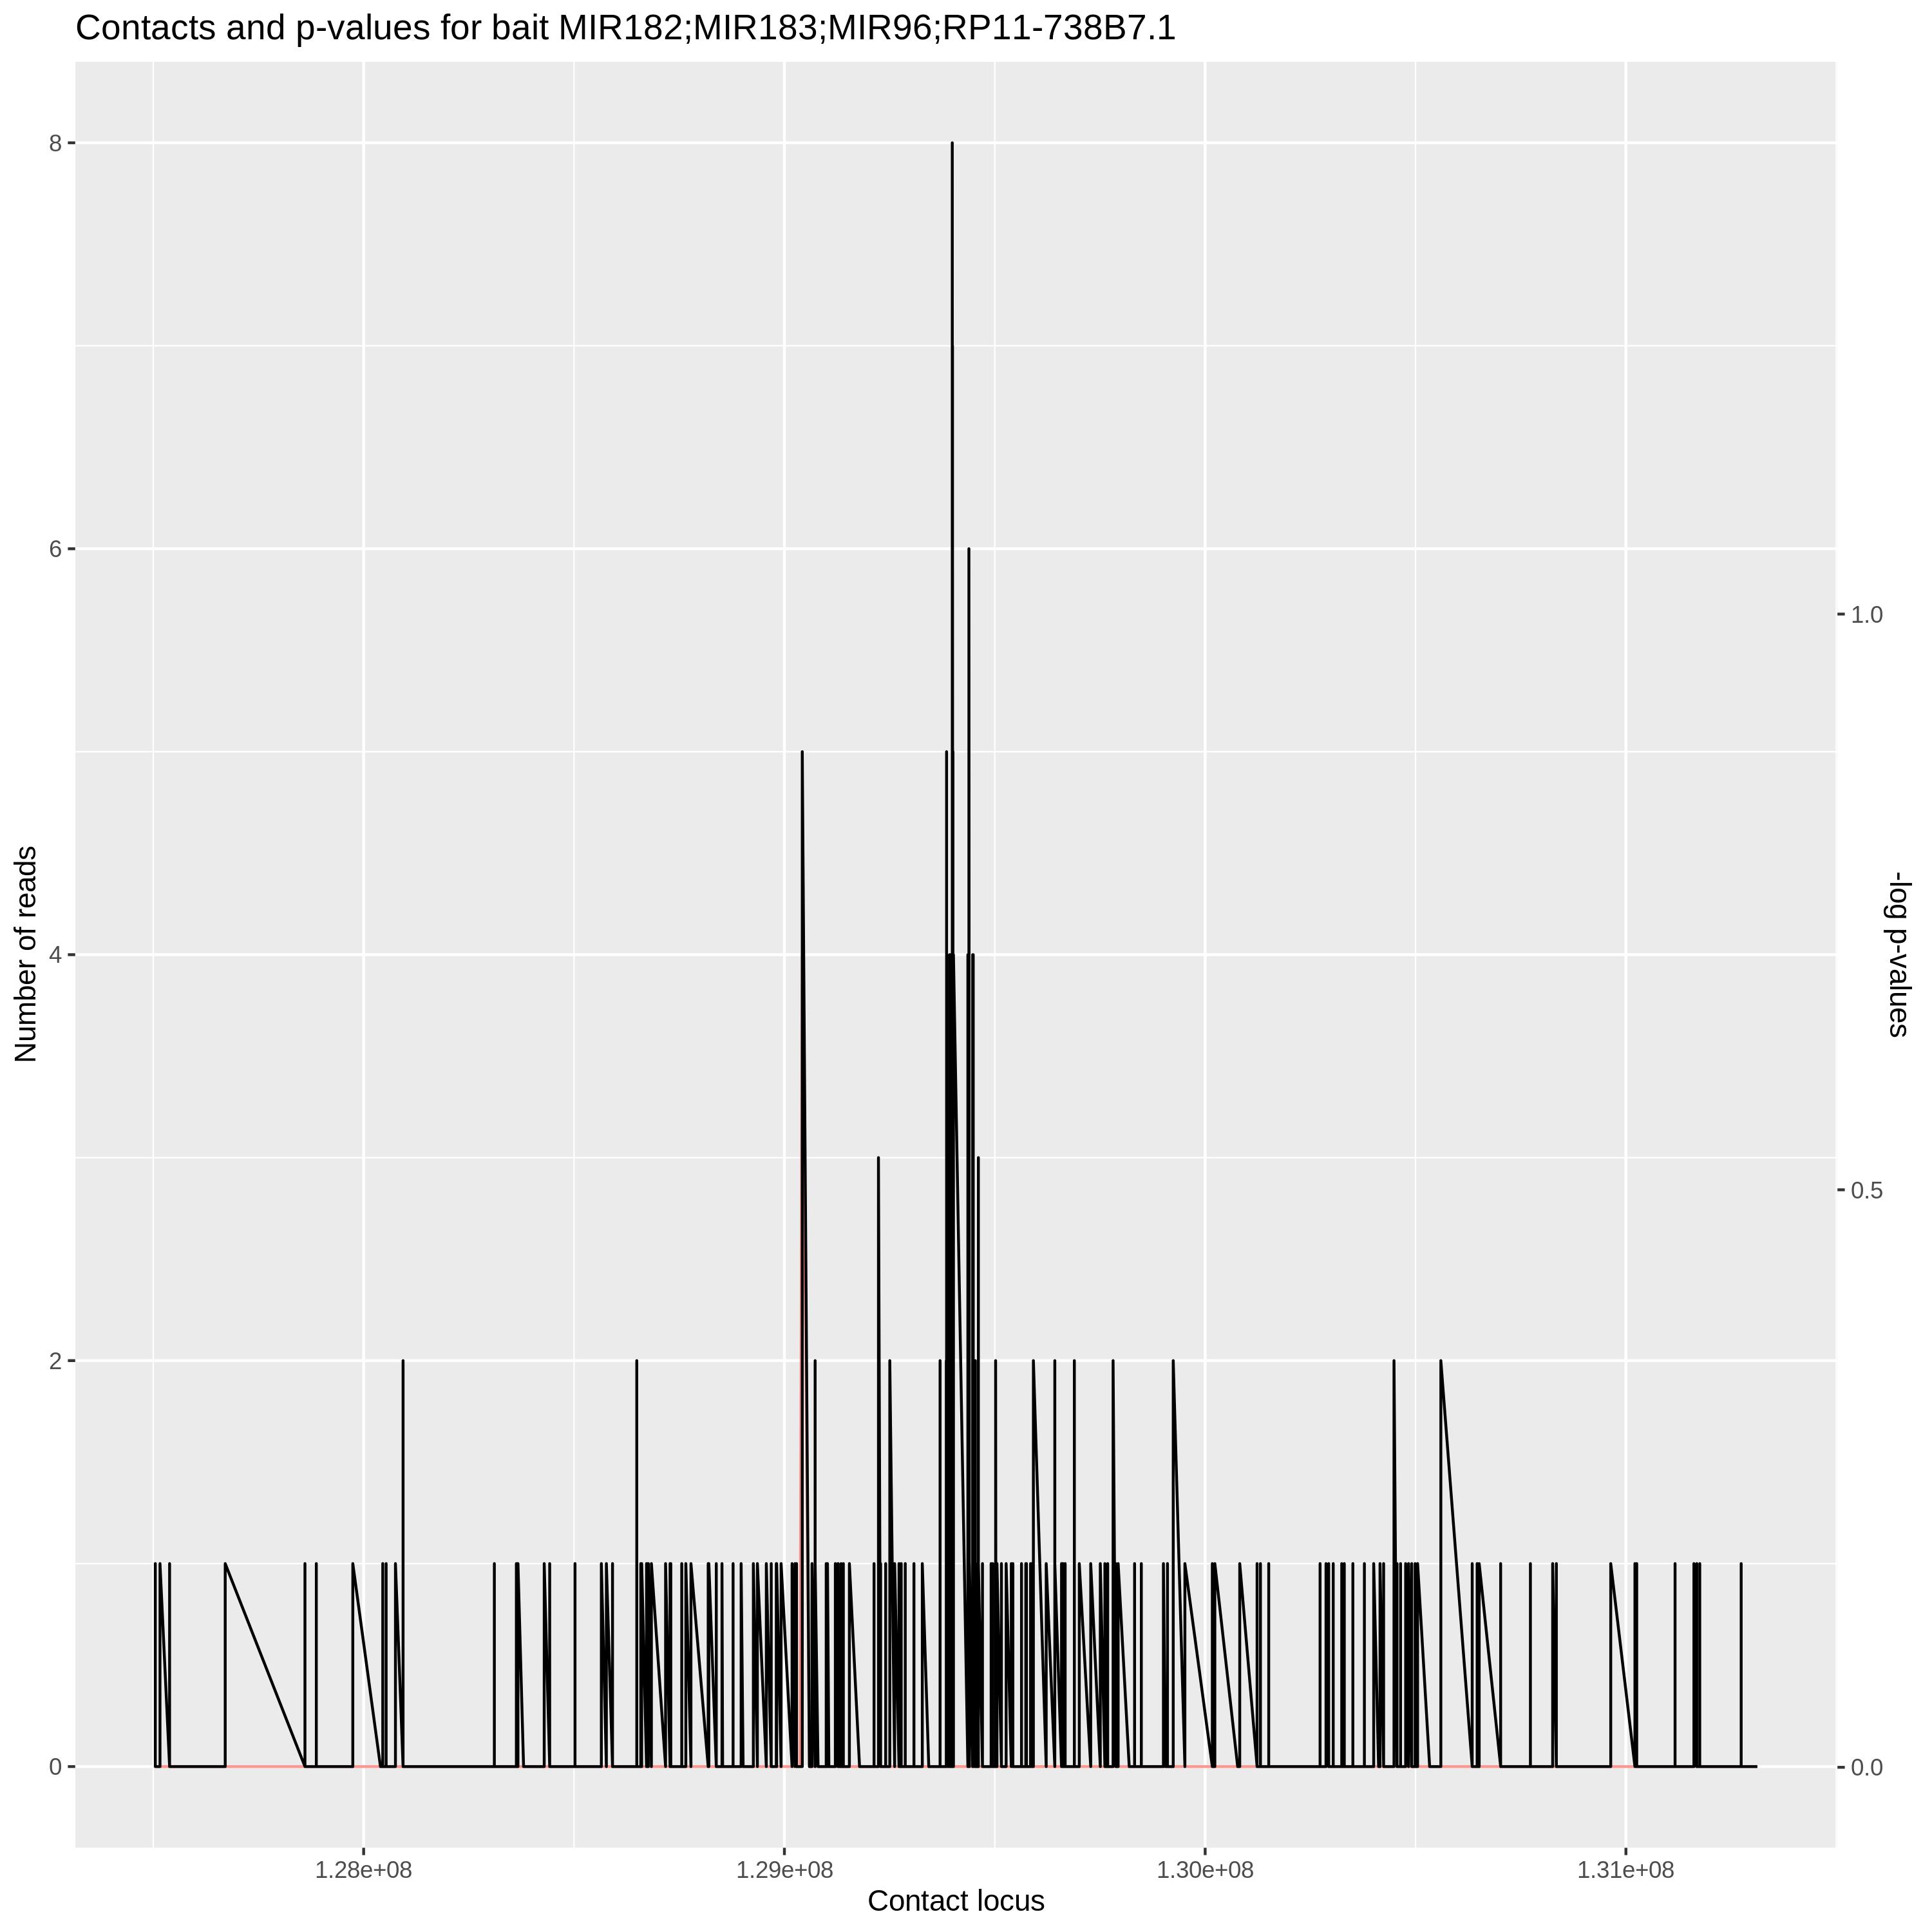 Contacts and p-values for bait MIR182;MIR183;MIR96;RP11-738B7.1
8
6
4
2
0
Number of reads
1.0
0.5
0.0
-log p-values
1.28e+08 1.29e+08 1.30e+08 1.31e+08
Contact locus